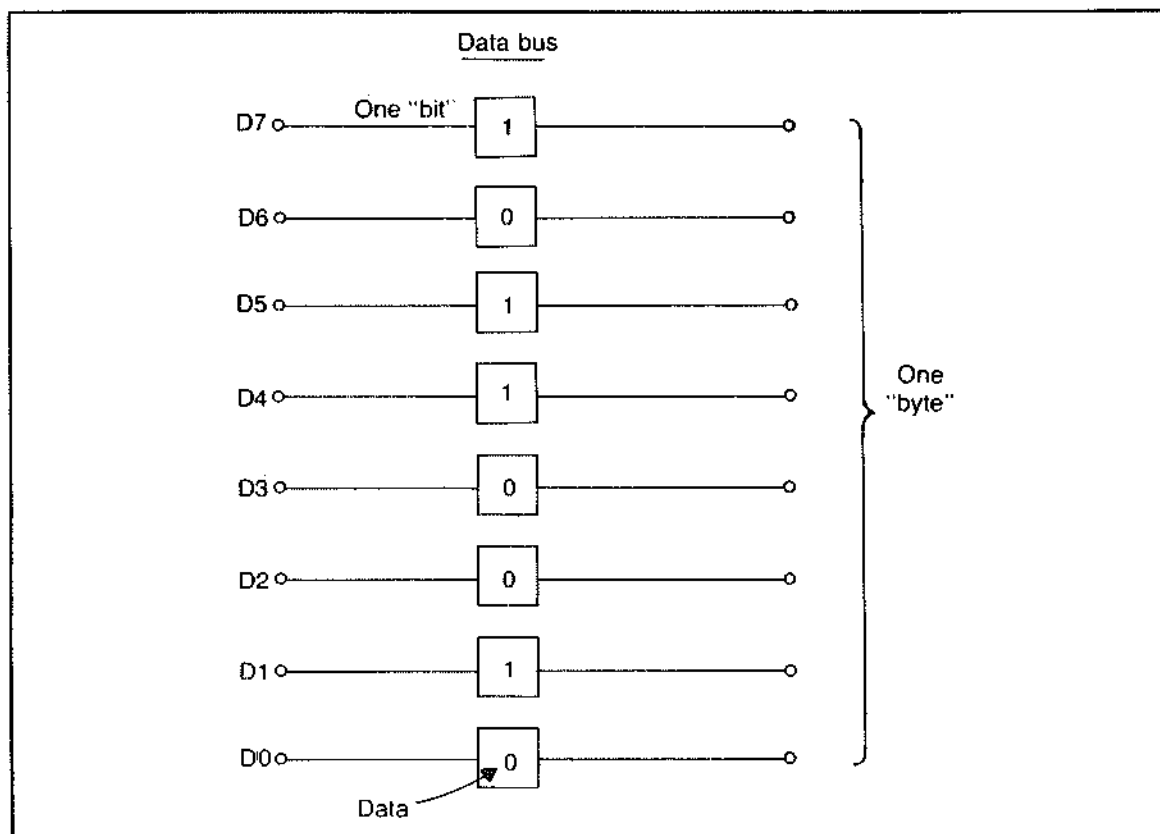 Data bus
One "bit"
D7 1
D6 0
D5 1
D4 1
One
"byte"
D3 0
D2 0
D1 1
D0 0
Data